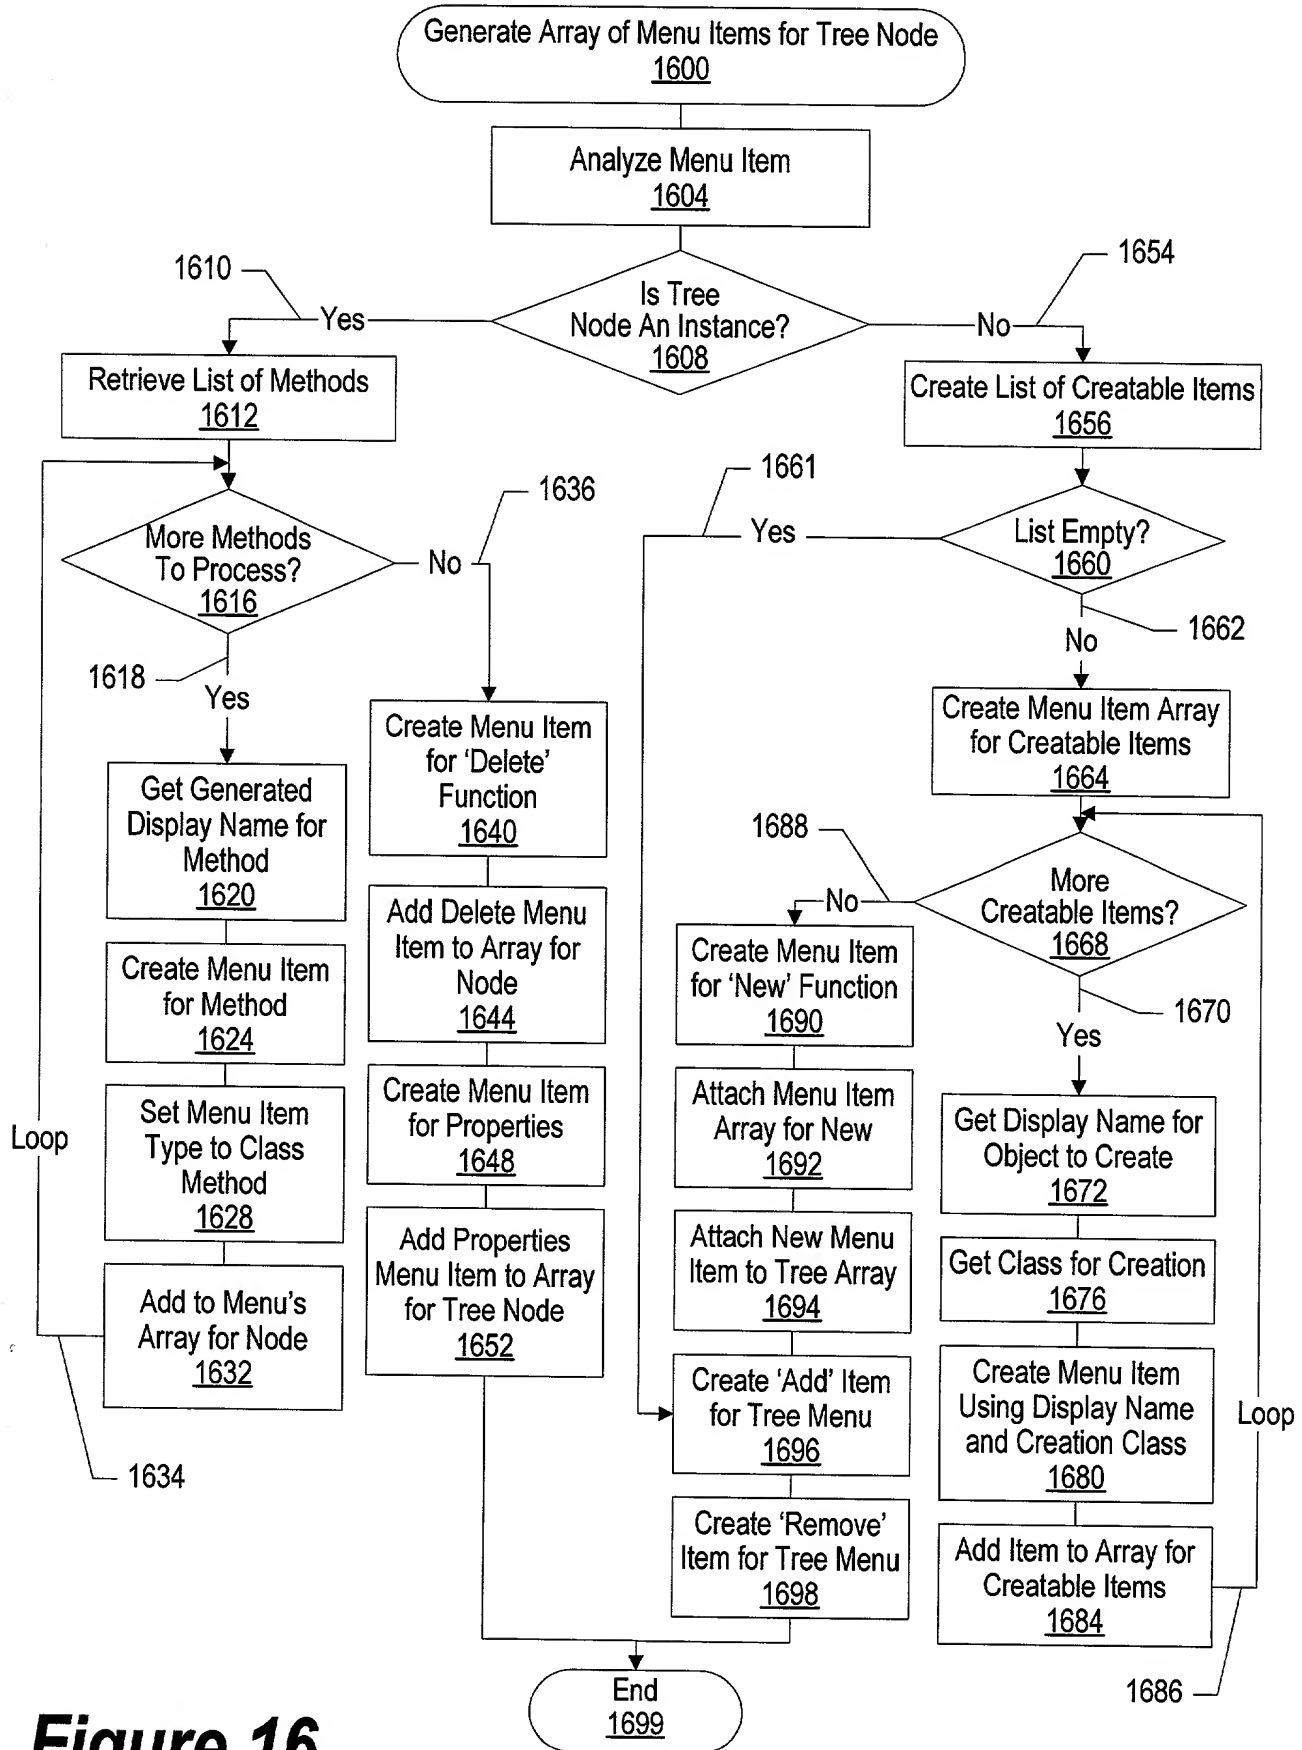 Generate Array of Menu Items for Tree Node
1600
Analyze Menu Item
1604
1610
1654
Is Tree
Node An Instance?
1608
Yes
No
Retrieve List of Methods
1612
Create List of Creatable Items
1656
1636
1661
More Methods
To Process?
1616
No
Yes
List Empty?
1660
1662
No
1618
Yes
Create Menu Item
for ‘Delete’
Function
1640
Create Menu Item Array
for Creatable Items
1664
Get Generated
Display Name for
Method
1620
1688
More
Creatable Items?
1668
No
Add Delete Menu
Item to Array for
Node
1644
Create Menu Item
for ‘New’ Function
1690
Create Menu Item
for Method
1624
1670
Yes
Create Menu Item
for Properties
1648
Attach Menu Item
Array for New
1692
Set Menu Item
Type to Class
Method
1628
Loop
Get Display Name for
Object to Create
1672
Add Properties
Menu Item to Array
for Tree Node
1652
Attach New Menu
Item to Tree Array
1694
Get Class for Creation
1676
Add to Menu’s
Array for Node
1632
Create ‘Add’ Item
for Tree Menu
1696
Create Menu Item
Using Display Name
and Creation Class
1680
Loop
1634
Create ‘Remove’
Item for Tree Menu
1698
Add Item to Array for
Creatable Items
1684
1686
End
1699
Figure 16